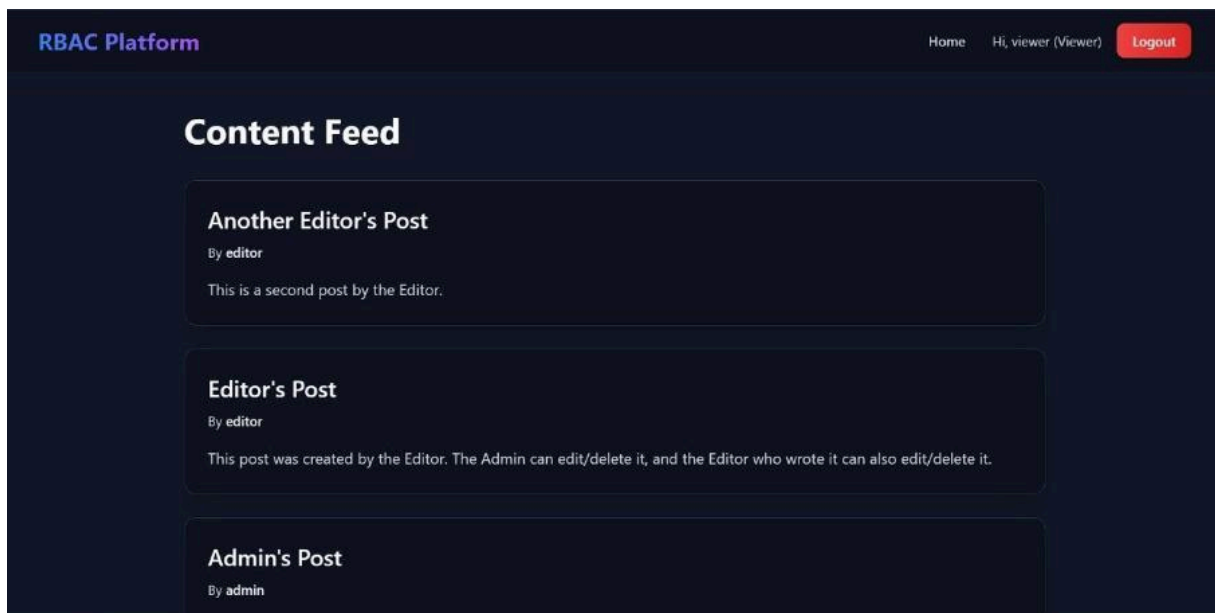 RBAC Platform
Home Hi, viewer (Viewer) Logout
Content Feed
Another Editor's Post
By editor
This is a second post by the Editor.
Editor's Post
By editor
This post was created by the Editor. The Admin can edit/delete it, and the Editor who wrote it can also edit/delete it.
Admin's Post
By admin